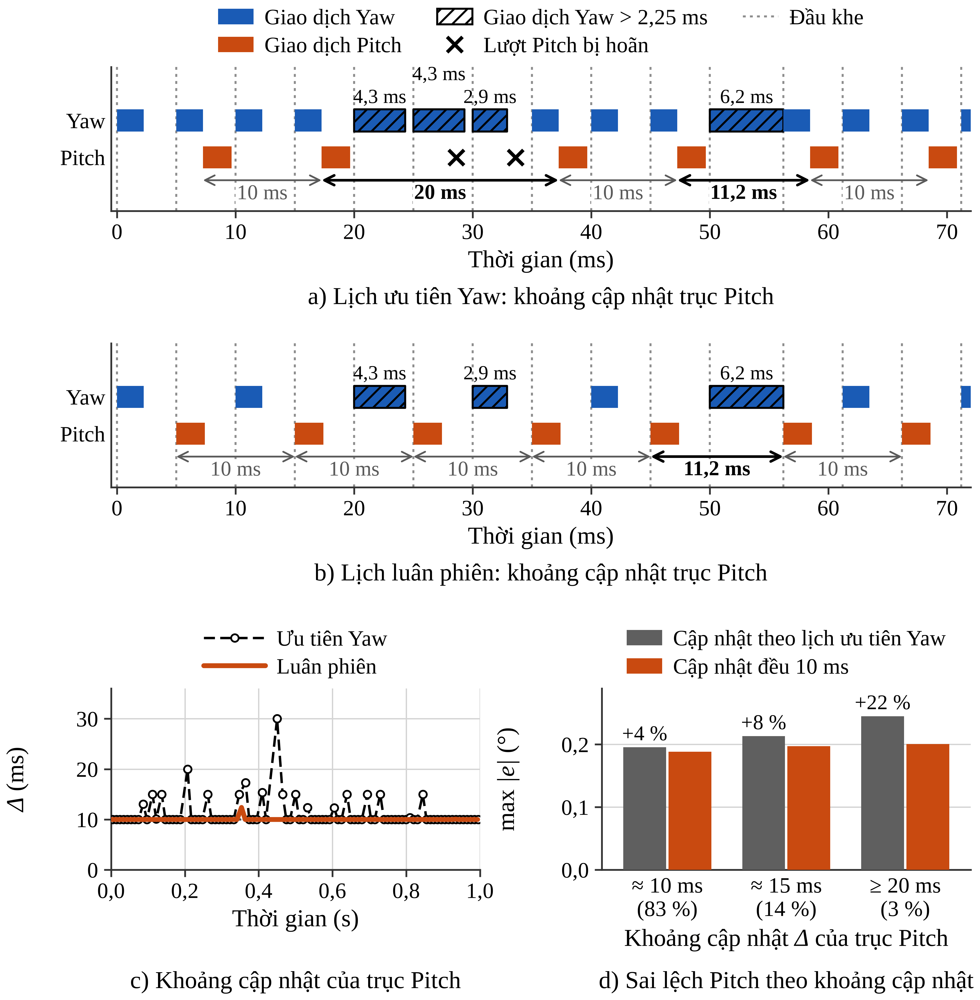 Giao dịch Yaw
Giao dịch Yaw > 2,25 ms
Đầu khe
Giao dịch Pitch
Lượt Pitch bị hoãn
4,3 ms
4,3 ms
2,9 ms
6,2 ms
Yaw
Pitch
10 ms
20 ms
10 ms
11,2 ms
10 ms
0
10
20
30
40
50
60
70
Thời gian (ms)
a) Lịch ưu tiên Yaw: khoảng cập nhật trục Pitch
4,3 ms
2,9 ms
6,2 ms
Yaw
Pitch
10 ms
10 ms
10 ms
10 ms
11,2 ms
10 ms
0
10
20
30
40
50
60
70
Thời gian (ms)
b) Lịch luân phiên: khoảng cập nhật trục Pitch
Ưu tiên Yaw
Luân phiên
Δ (ms)
30
20
10
0
0,0
0,2
0,4
0,6
0,8
1,0
Thời gian (s)
c) Khoảng cập nhật của trục Pitch
Cập nhật theo lịch ưu tiên Yaw
Cập nhật đều 10 ms
max |e| (°)
0,2
0,1
0,0
+4 %
+8 %
+22 %
≈ 10 ms
(83 %)
≈ 15 ms
(14 %)
≥ 20 ms
(3 %)
Khoảng cập nhật Δ của trục Pitch
d) Sai lệch Pitch theo khoảng cập nhật